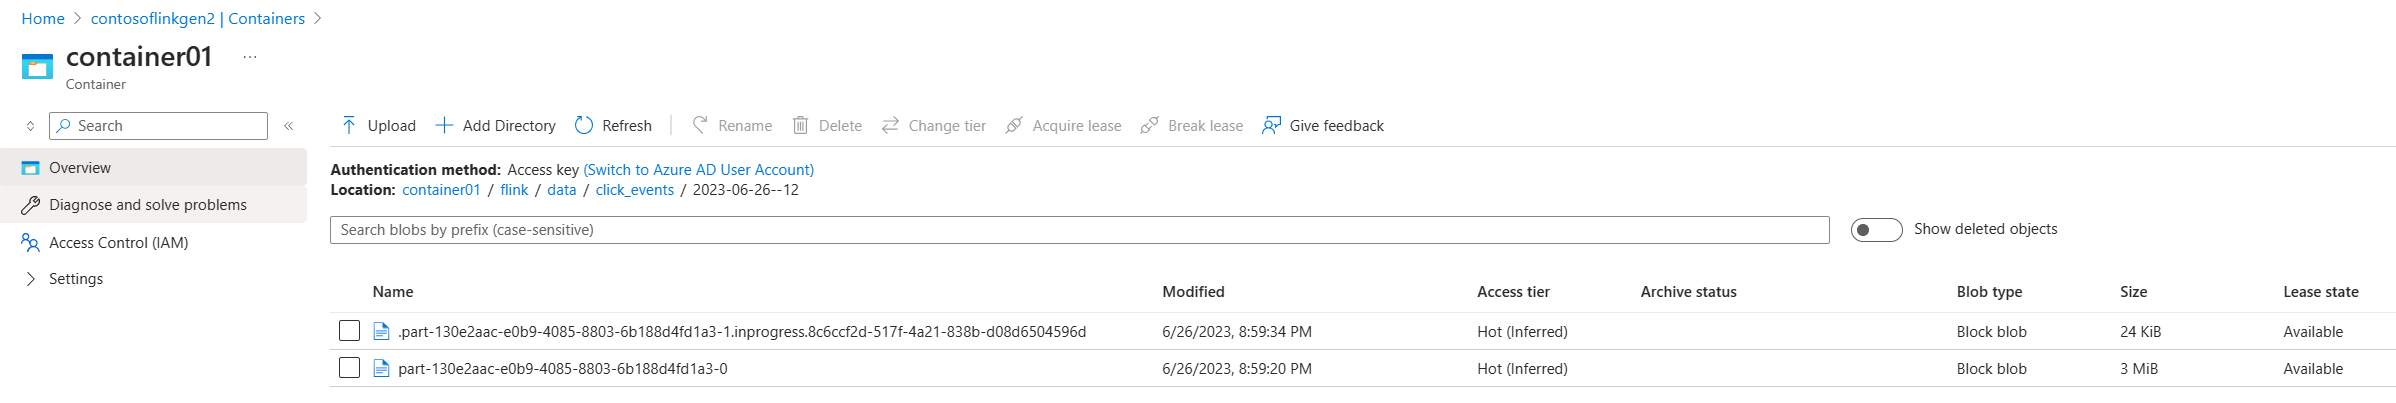 Home > contosoflinkgen2 | Containers >
container01 ...
Container
Search «
Overview
Diagnose and solve problems
Access Control (IAM)
Settings
Upload Add Directory Refresh Rename Delete Change tier Acquire lease Break lease Give feedback
Authentication method: Access key (Switch to Azure AD User Account)
Location: container01 / flink / data / click_events / 2023-06-26--12
Search blobs by prefix (case-sensitive) Show deleted objects
Name Modified Access tier Archive status Blob type Size Lease state
.part-130e2aac-e0b9-4085-8803-6b188d4fd1a3-1.inprogress.8c6ccf2d-517f-4a21-838b-d08d6504596d 6/26/2023, 8:59:34 PM Hot (Inferred) Block blob 24 KiB Available
part-130e2aac-e0b9-4085-8803-6b188d4fd1a3-0 6/26/2023, 8:59:20 PM Hot (Inferred) Block blob 3 MiB Available